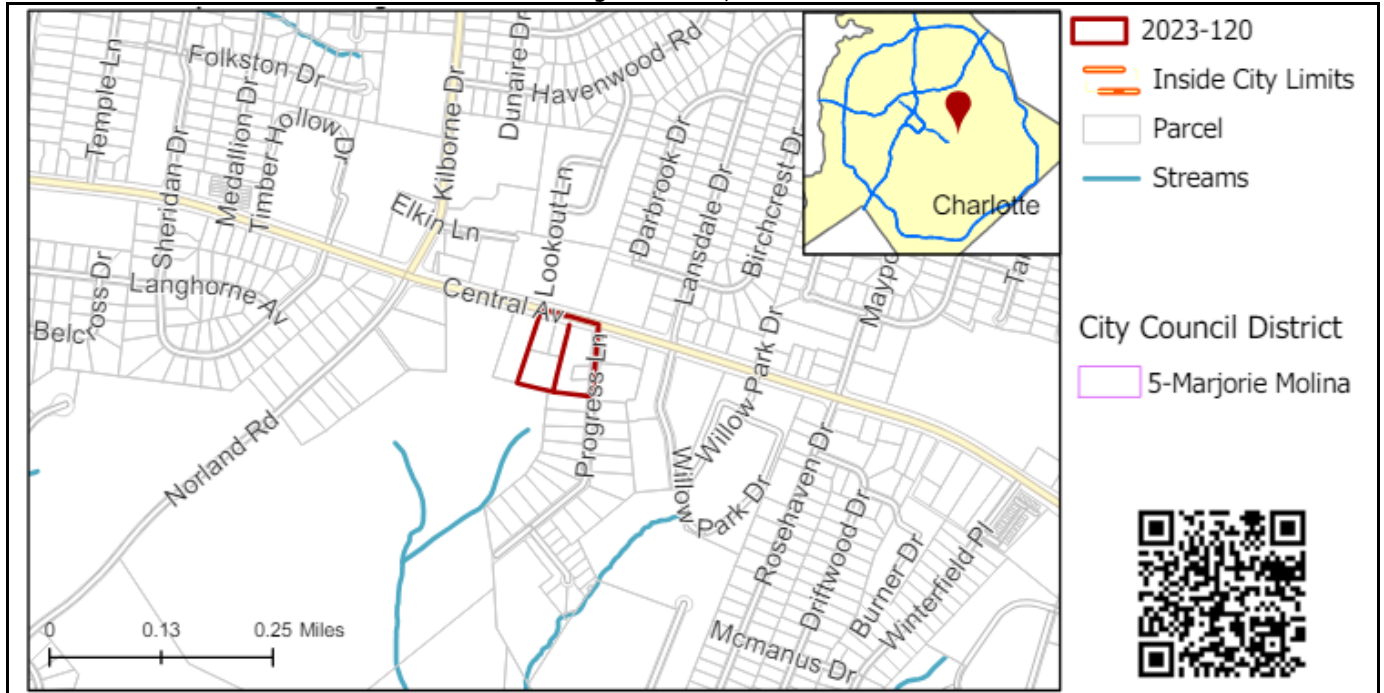 Folkston Dr
Temple Ln
Sheridan Dr
Medallion Dr
Timber Hollow Dr
Kilborne Dr
Dunaire Dr
Havenwood Rd
Elkin Ln
Lookout Ln
Darbrook Dr
Lansdale Dr
Birchcrest Dr
Charlotte
Maypo
Ta
Langhorne Av
Belc
ross Dr
Central Av
Norland Rd
Progress Ln
Willow Park Dr
Willow
Park Dr
Rosehaven Dr
Driftwood Dr
Burner Dr
Winterfield Pl
Mcmanus Dr
0 0.13 0.25 Miles
2023-120
Inside City Limits
Parcel
Streams
City Council District
5-Marjorie Molina